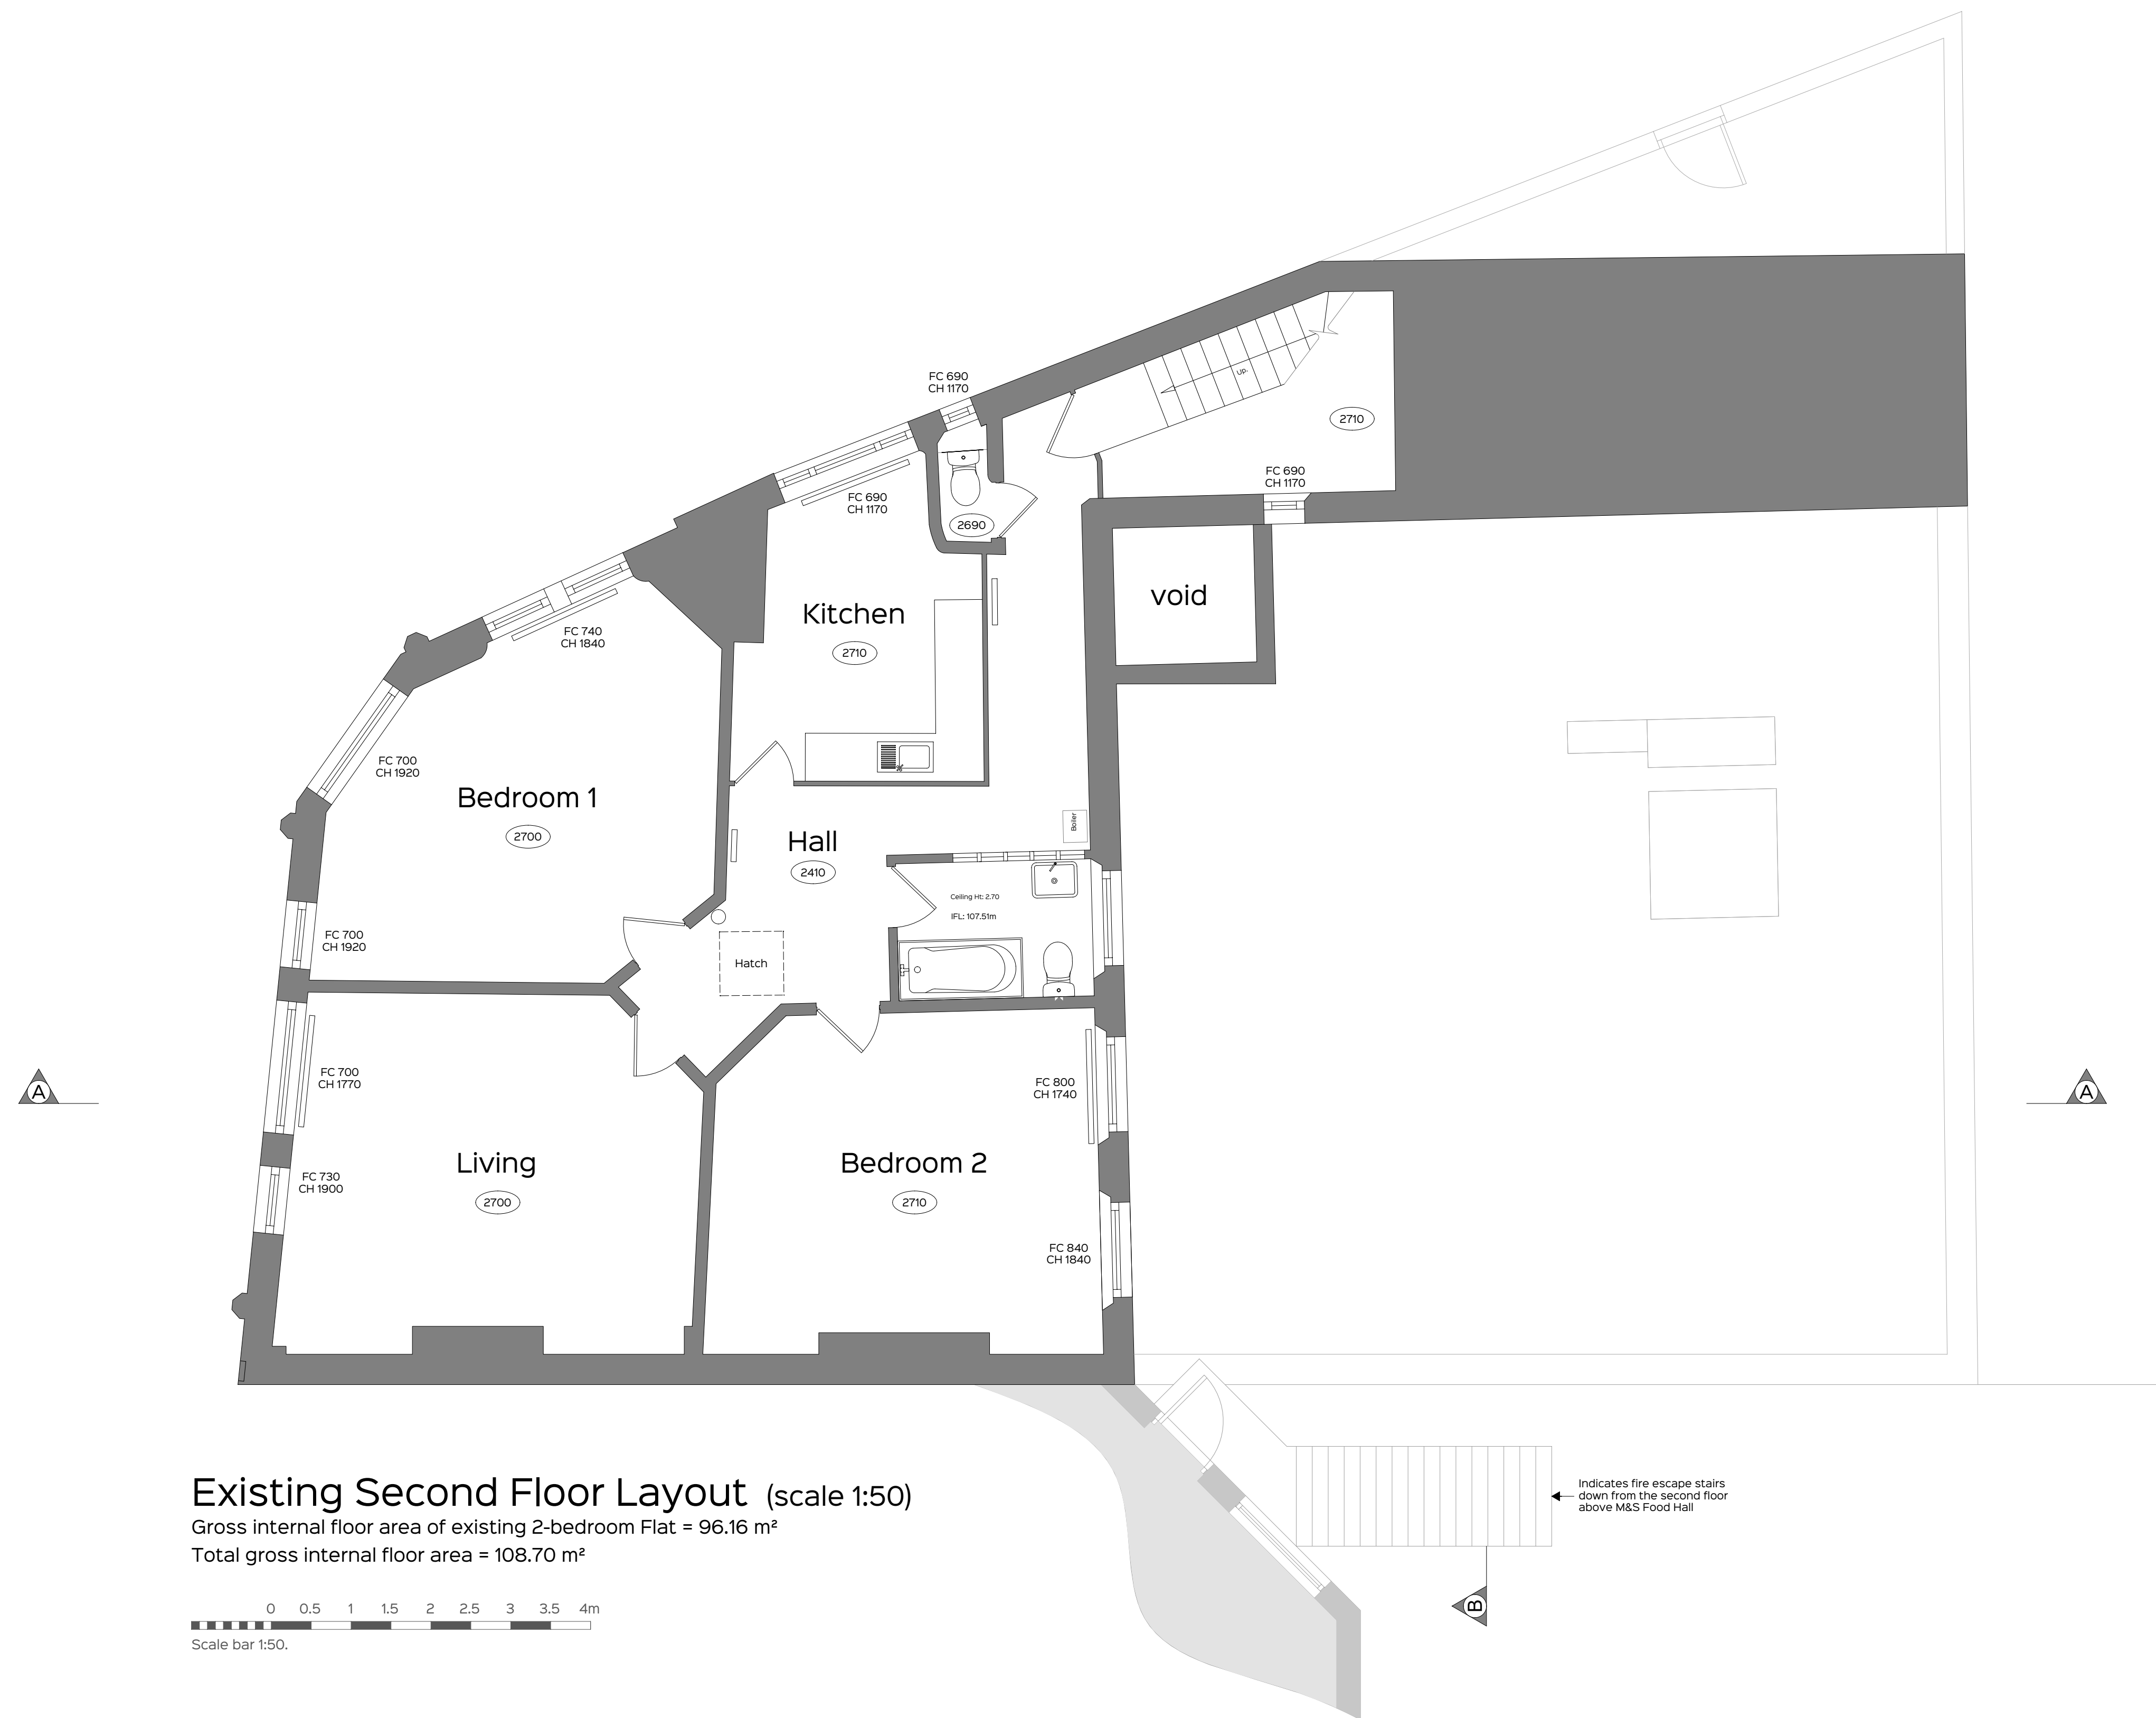 FC 690
CH 1170
up.
2710
FC 690
CH 1170
FC 690
CH 1170
2690
void
Kitchen
2710
FC 740
CH 1840
FC 700
CH 1920
Bedroom 1
2700
Boiler
Hall
2410
Ceiling Ht: 2.70
IFL: 107.51m
FC 700
CH 1920
Hatch
A
FC 700
CH 1770
FC 800
CH 1740
A
Living
2700
FC 730
CH 1900
Bedroom 2
2710
FC 840
CH 1840
Existing Second Floor Layout (scale 1:50)
Gross internal floor area of existing 2-bedroom Flat = 96.16 m²
Total gross internal floor area = 108.70 m²
Indicates fire escape stairs
down from the second floor
above M&S Food Hall
B
0 0.5 1 1.5 2 2.5 3 3.5 4m
Scale bar 1:50.